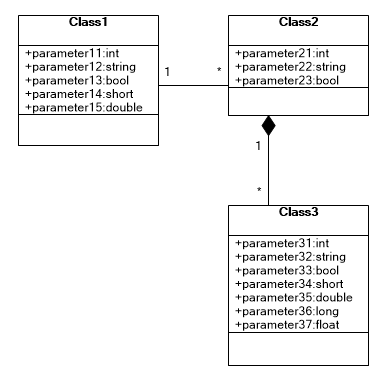 Class1
+parameter11:int
+parameter12:string
+parameter13:bool
+parameter14:short
+parameter15:double
1
*
Class2
+parameter21:int
+parameter22:string
+parameter23:bool
1
*
Class3
+parameter31:int
+parameter32:string
+parameter33:bool
+parameter34:short
+parameter35:double
+parameter36:long
+parameter37:float